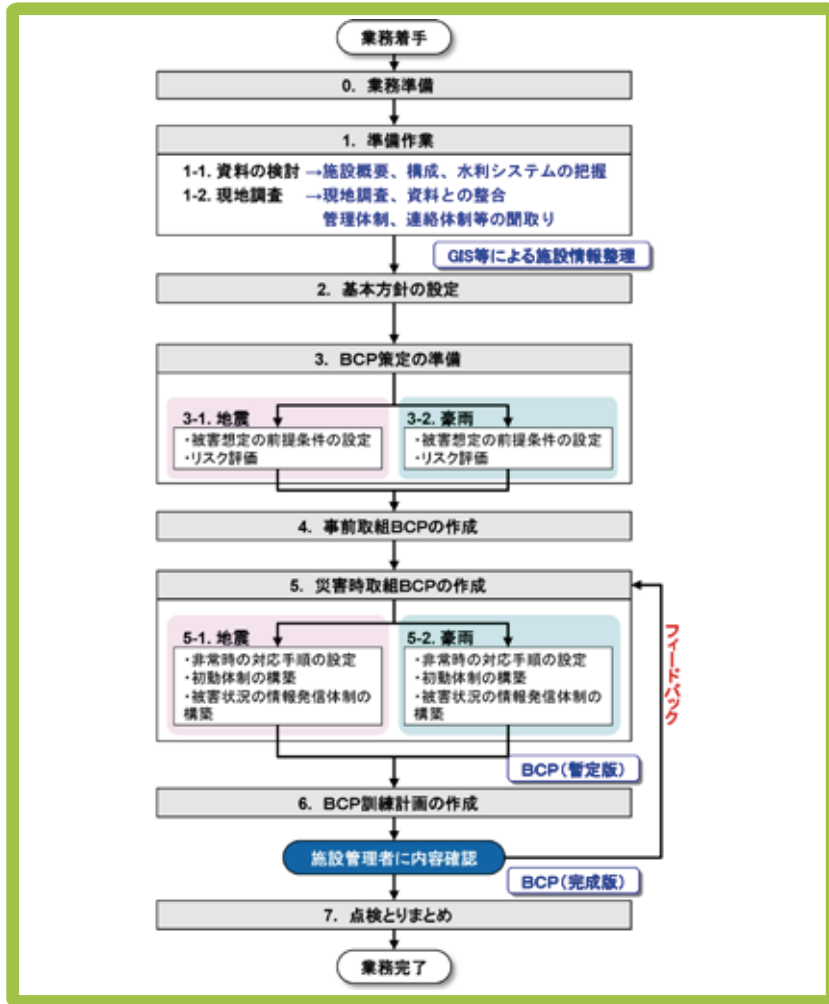 業務着手
0. 業務準備
1. 準備作業
1-1. 資料の検討 →施設概要、構成、水利システムの把握
1-2. 現地調査 →現地調査、資料との整合
管理体制、連絡体制等の聞取り
GIS等による施設情報整理
2. 基本方針の設定
3. BCP策定の準備
3-1. 地震
・被害想定の前提条件の設定
・リスク評価
3-2. 豪雨
・被害想定の前提条件の設定
・リスク評価
4. 事前取組BCPの作成
5. 災害時取組BCPの作成
5-1. 地震
・非常時の対応手順の設定
・初動体制の構築
・被害状況の情報発信体制の
構築
5-2. 豪雨
・非常時の対応手順の設定
・初動体制の構築
・被害状況の情報発信体制の
構築
フィードバック
BCP(暫定版)
6. BCP訓練計画の作成
施設管理者に内容確認
BCP(完成版)
7. 点検とりまとめ
業務完了